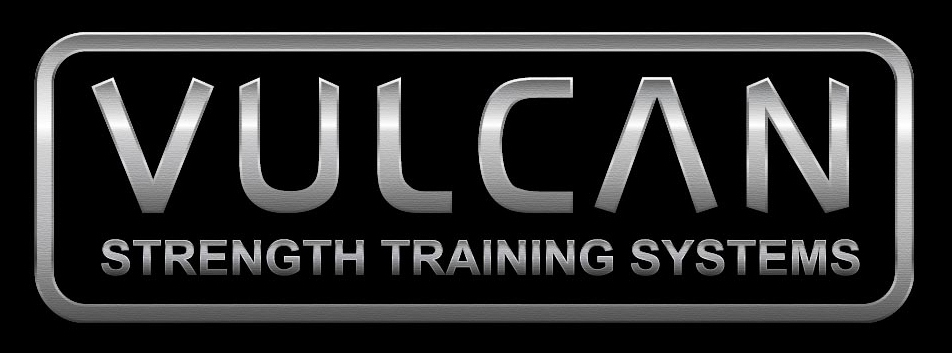 VULCAN
STRENGTH TRAINING SYSTEMS